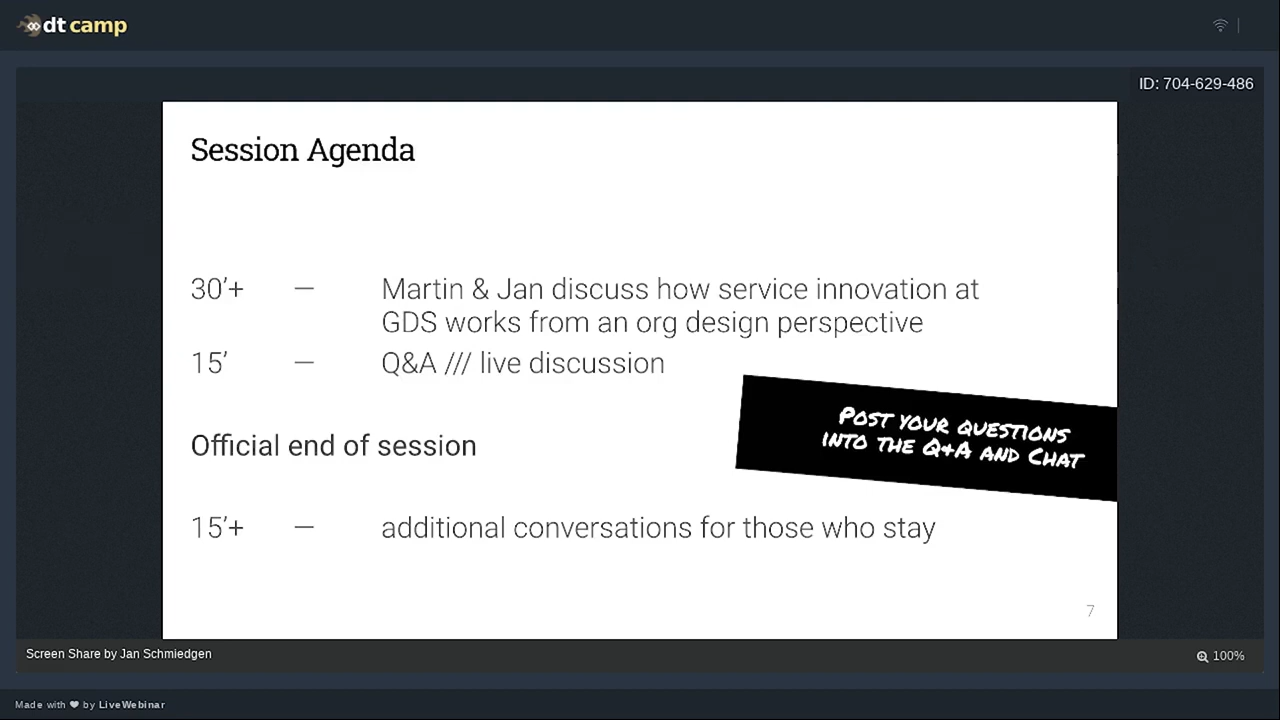 dt camp
ID: 704-629-486
Session Agenda
30’+ — Martin & Jan discuss how service innovation at
GDS works from an org design perspective
15’ — Q&A /// live discussion
Post your questions
into the Q+A and Chat
Official end of session
15’+ — additional conversations for those who stay
7
Screen Share by Jan Schmiedgen
100%
Made with ♥ by LiveWebinar